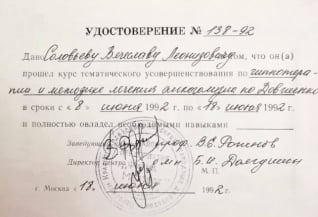 УДОСТОВЕРЕНИЕ № 138-92
Дано Соловьеву Вячеславу Леонидовичу в том, что он(а)
прошел курс тематического усовершенствования по гипнотера-
пии и методике лечения алкоголизма по Довженко
в сроки с «8» июня 1992 г. по «18» июня 1992 г.
и полностью овладел необходимыми навыками
Заведующий проф. В.Е. Рожнов
Директор центра дмн Б.И.
М. П.
г. Москва «18» июня 1992 г.